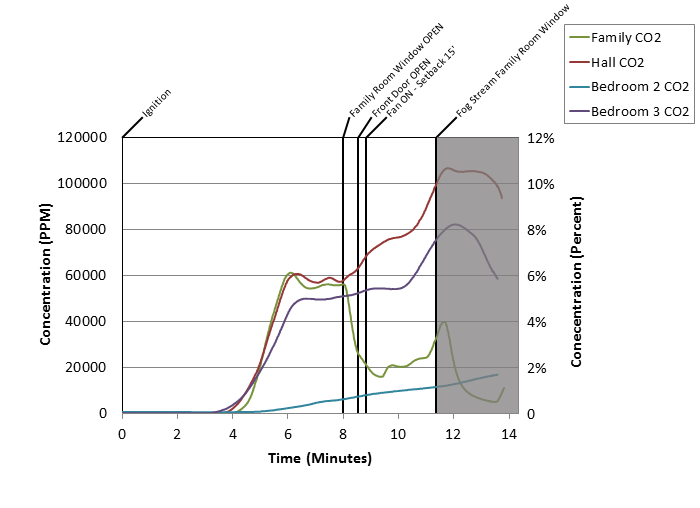 Ignition
Family Room Window OPEN
Front Door OPEN
Fan ON - Setback 15'
Fog Stream Family Room Window
Family CO2
Hall CO2
Bedroom 2 CO2
Bedroom 3 CO2
Concentration (PPM)
120000
100000
80000
60000
40000
20000
0
12%
10%
8%
6%
4%
2%
0
Conecentration (Percent)
0 2 4 6 8 10 12 14
Time (Minutes)